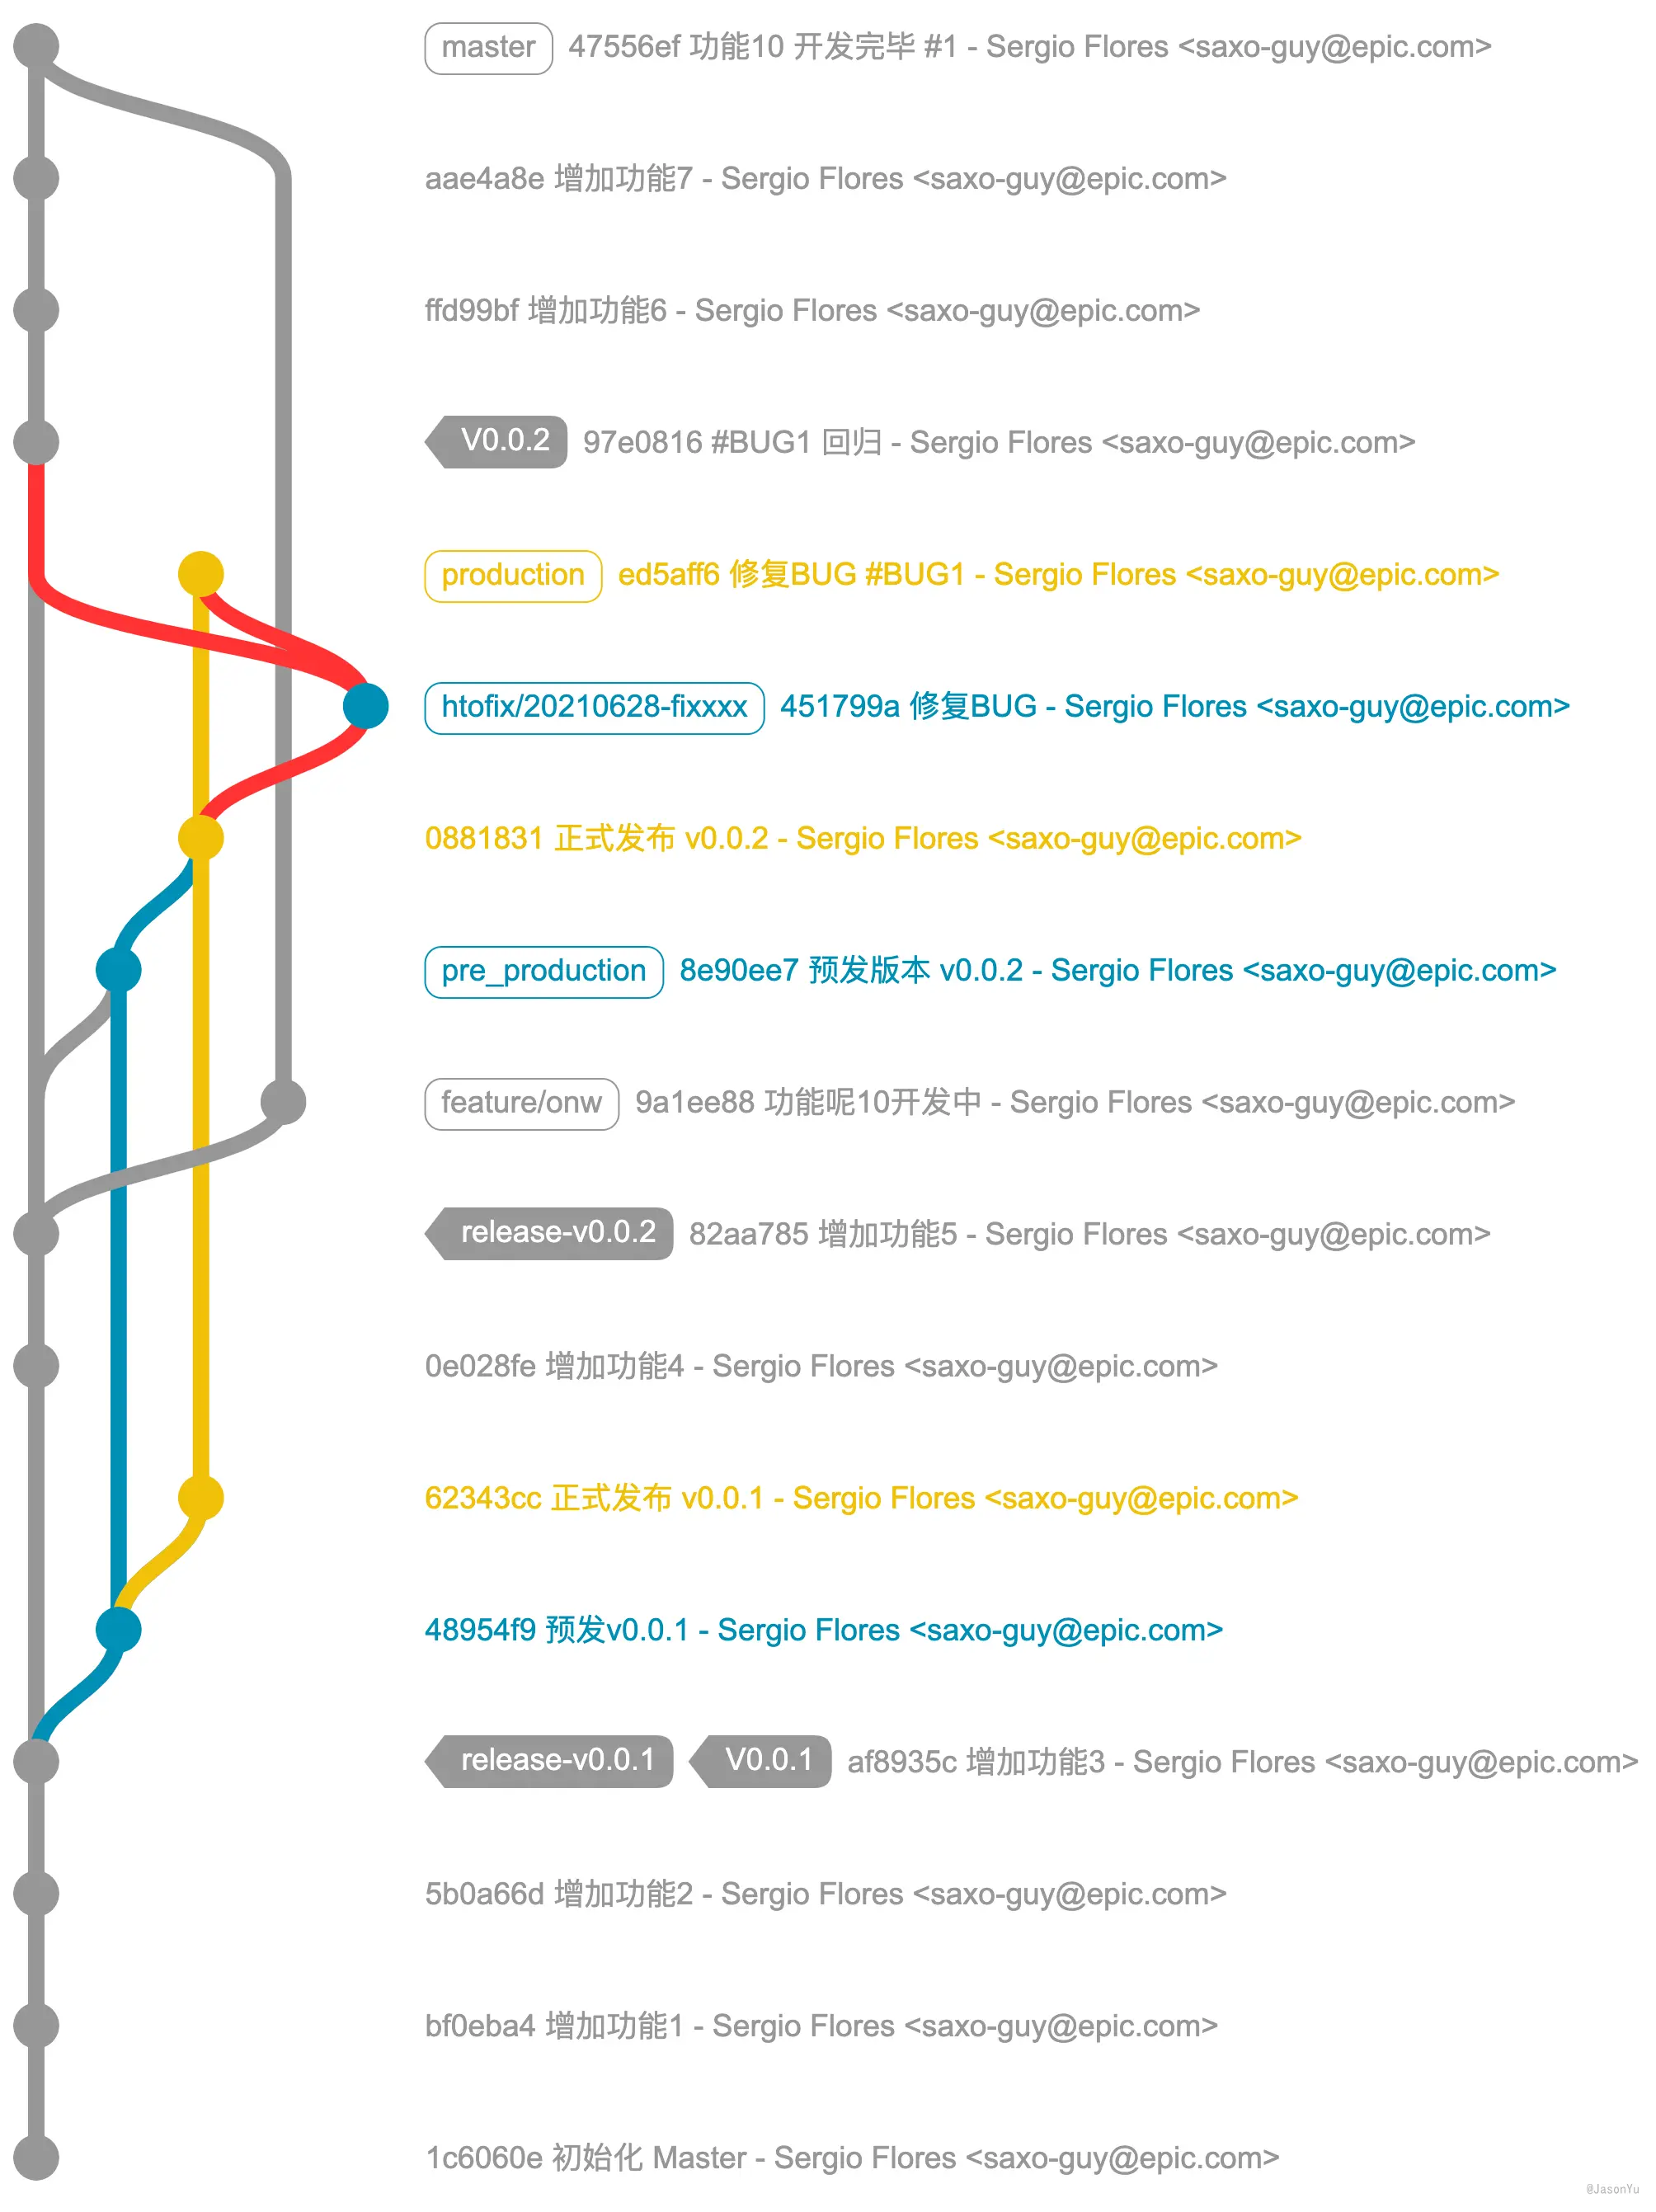 master 47556ef 功能10 开发完毕 #1 - Sergio Flores <saxo-guy@epic.com>
aae4a8e 增加功能7 - Sergio Flores <saxo-guy@epic.com>
ffd99bf 增加功能6 - Sergio Flores <saxo-guy@epic.com>
V0.0.2 97e0816 #BUG1 回归 - Sergio Flores <saxo-guy@epic.com>
production ed5aff6 修复BUG #BUG1 - Sergio Flores <saxo-guy@epic.com>
htofix/20210628-fixxxx 451799a 修复BUG - Sergio Flores <saxo-guy@epic.com>
0881831 正式发布 v0.0.2 - Sergio Flores <saxo-guy@epic.com>
pre_production 8e90ee7 预发版本 v0.0.2 - Sergio Flores <saxo-guy@epic.com>
feature/onw 9a1ee88 功能呢10开发中 - Sergio Flores <saxo-guy@epic.com>
release-v0.0.2 82aa785 增加功能5 - Sergio Flores <saxo-guy@epic.com>
0e028fe 增加功能4 - Sergio Flores <saxo-guy@epic.com>
62343cc 正式发布 v0.0.1 - Sergio Flores <saxo-guy@epic.com>
48954f9 预发v0.0.1 - Sergio Flores <saxo-guy@epic.com>
release-v0.0.1 V0.0.1 af8935c 增加功能3 - Sergio Flores <saxo-guy@epic.com>
5b0a66d 增加功能2 - Sergio Flores <saxo-guy@epic.com>
bf0eba4 增加功能1 - Sergio Flores <saxo-guy@epic.com>
1c6060e 初始化 Master - Sergio Flores <saxo-guy@epic.com>
@JasonYu